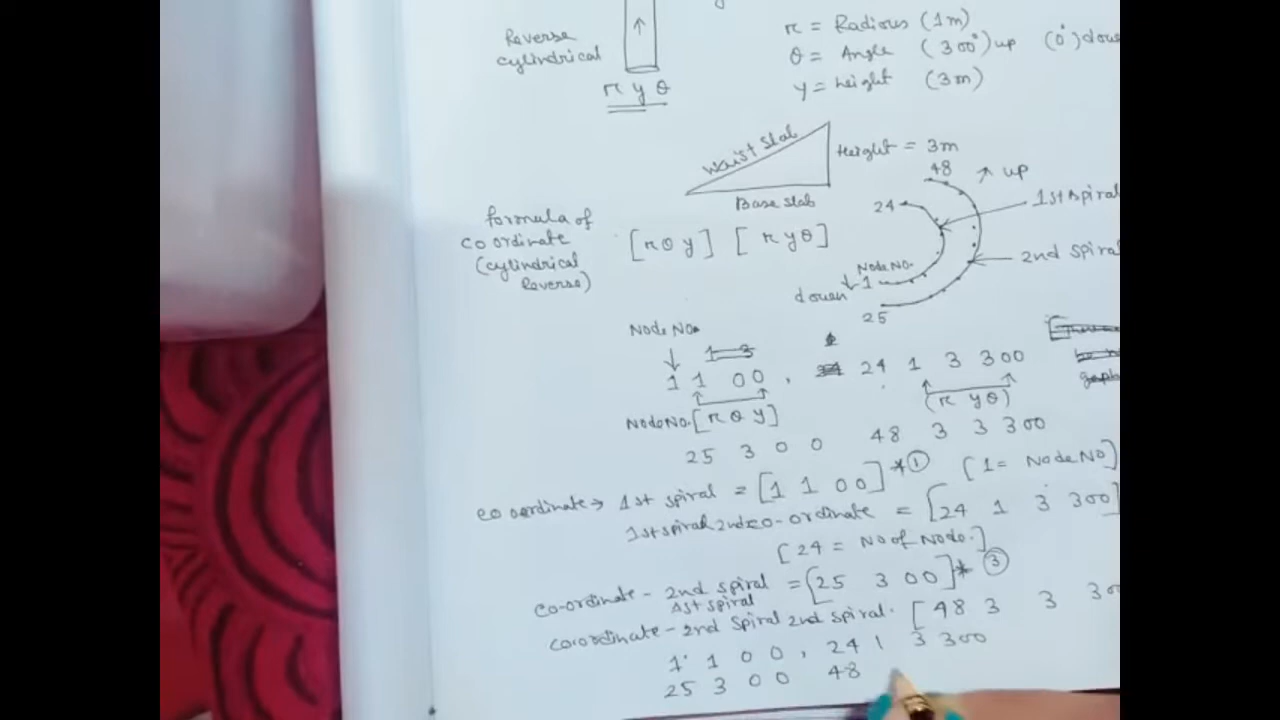 r = Radious (1m)
Reverse
cylindrical
θ = Angle (300°)up (0°)down
r y θ
y = height (3m)
Waist slab
Height = 3m
Base slab
48
up
24
1st spiral
formula of
co ordinate
(cylindrical
Reverse)
[r θ y] [r y θ]
2nd spiral
Node No.
1
down
25
Node No.
1 3
1 1 0 0 , 24 1 3 300
Node No. [r θ y] (r y θ)
25 3 0 0 48 3 3 300
co ordinate → 1st spiral = [1 1 0 0] * ① [1 = Node No]
1st spiral 2nd co-ordinate = [24 1 3 300]
[24 = No of Node.]
co-ordinate - 2nd spiral = [25 3 0 0] * ③
1st spiral
coordinate - 2nd spiral 2nd spiral. [48 3 3 300
1 1 0 0 , 24 1 3 300
25 3 0 0 48